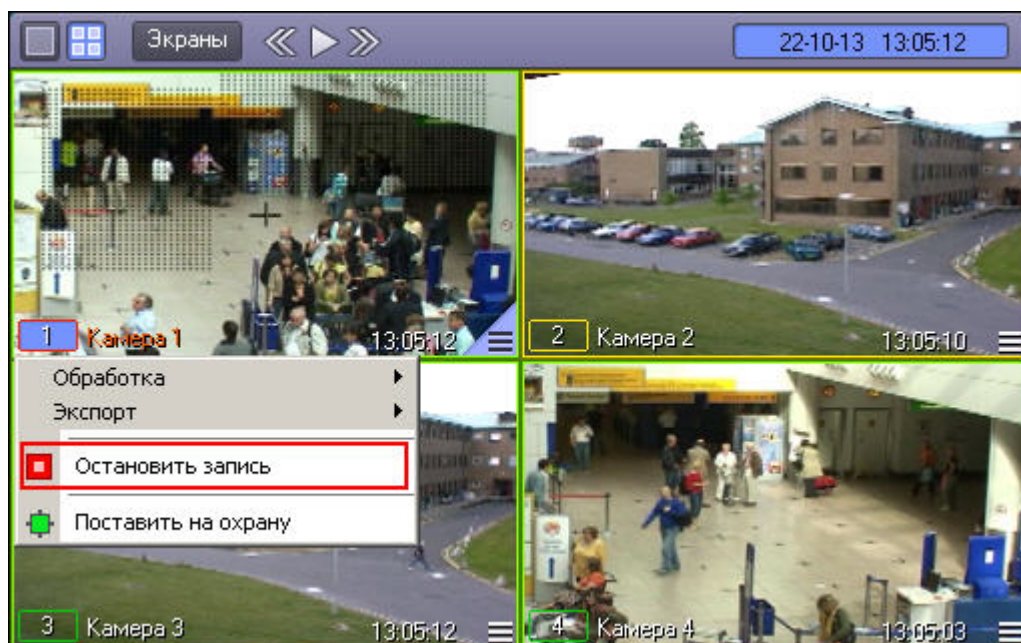 Экраны
22-10-13 13:05:12
1 Камера 1 13:05:12
2 Камера 2 13:05:10
Обработка
Экспорт
Остановить запись
Поставить на охрану
3 Камера 3 13:05:12
4 Камера 4 13:05:03